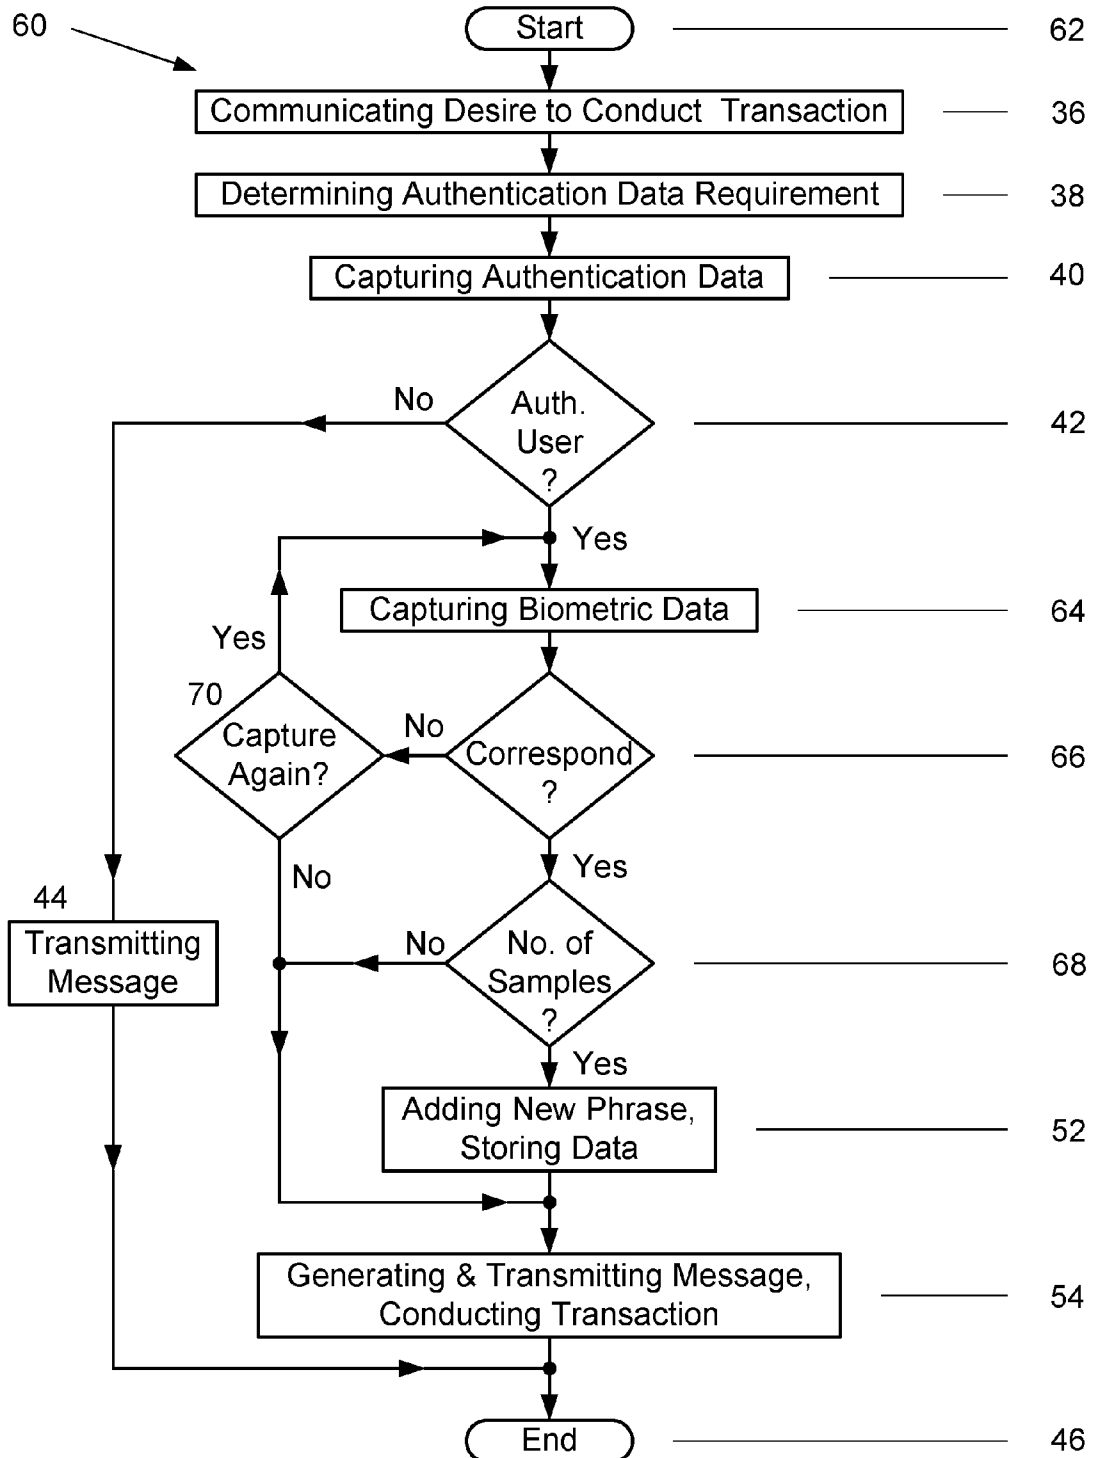 60
Start
62
Communicating Desire to Conduct Transaction
36
Determining Authentication Data Requirement
38
Capturing Authentication Data
40
No
Auth.
User
?
42
Yes
Capturing Biometric Data
64
Yes
70
Capture
Again?
No
Correspond
?
66
No
Yes
44
Transmitting
Message
No
No. of
Samples
?
68
Yes
Adding New Phrase,
Storing Data
52
Generating & Transmitting Message,
Conducting Transaction
54
End
46